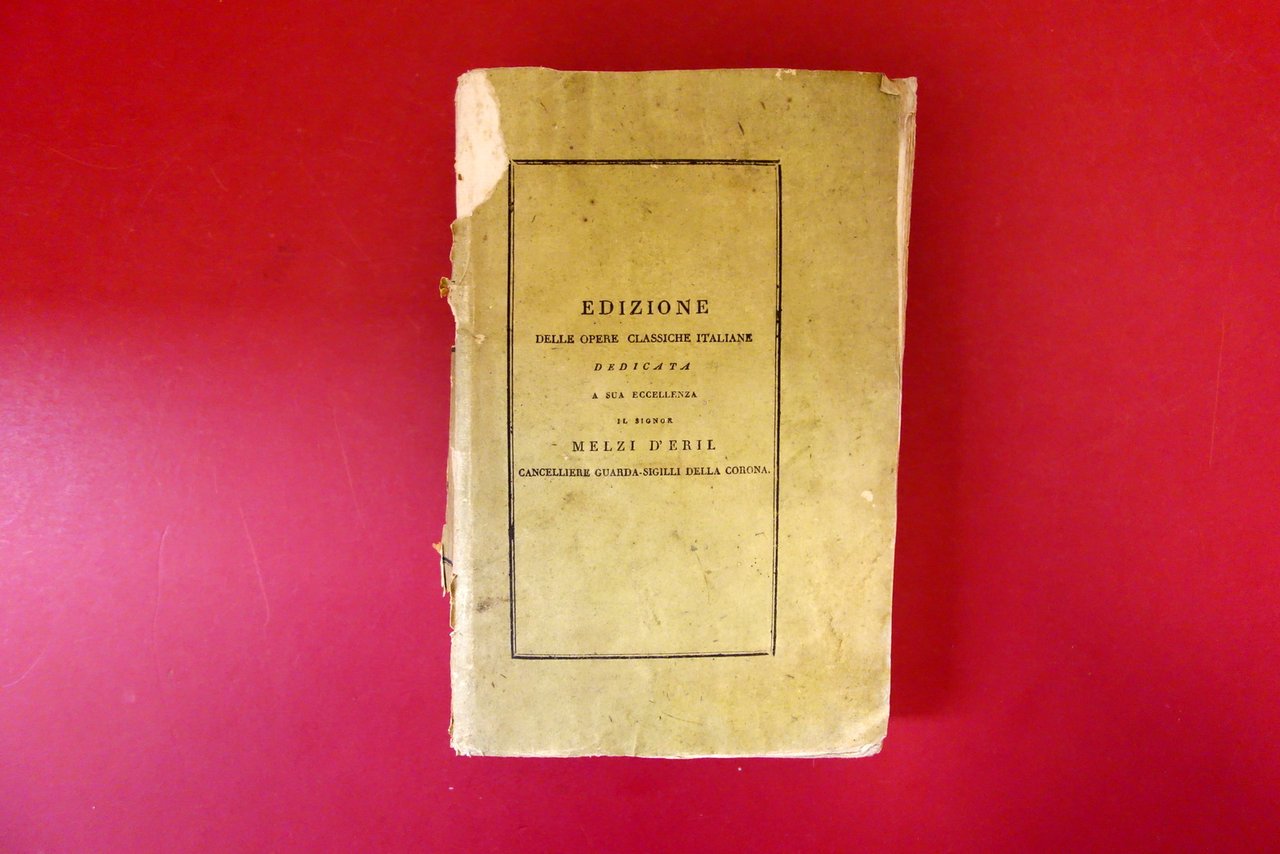 EDIZIONE
DELLE OPERE CLASSICHE ITALIANE
DEDICATA
A SUA ECCELLENZA
IL SIGNOR
MELZI D'ERIL
CANCELLIERE GUARDA-SIGILLI DELLA CORONA.